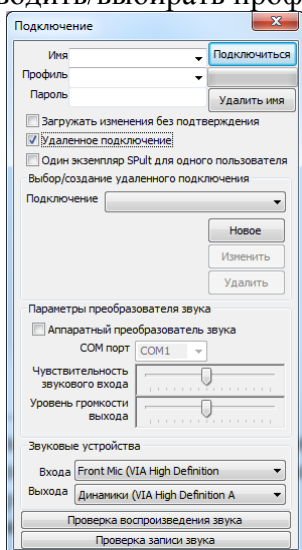 водить/выбирать проф
Подключение
Имя
Подключиться
Профиль
Пароль
Удалить имя
Загружать изменения без подтверждения
Удаленное подключение
Один экземпляр SPult для одного пользователя
Выбор/создание удаленного подключения
Подключение
Новое
Изменить
Удалить
Параметры преобразователя звука
Аппаратный преобразователь звука
COM порт COM1
Чувствительность
звукового входа
Уровень громкости
выхода
Звуковые устройства
Входа Front Mic (VIA High Definition
Выхода Динамики (VIA High Definition A
Проверка воспроизведения звука
Проверка записи звука